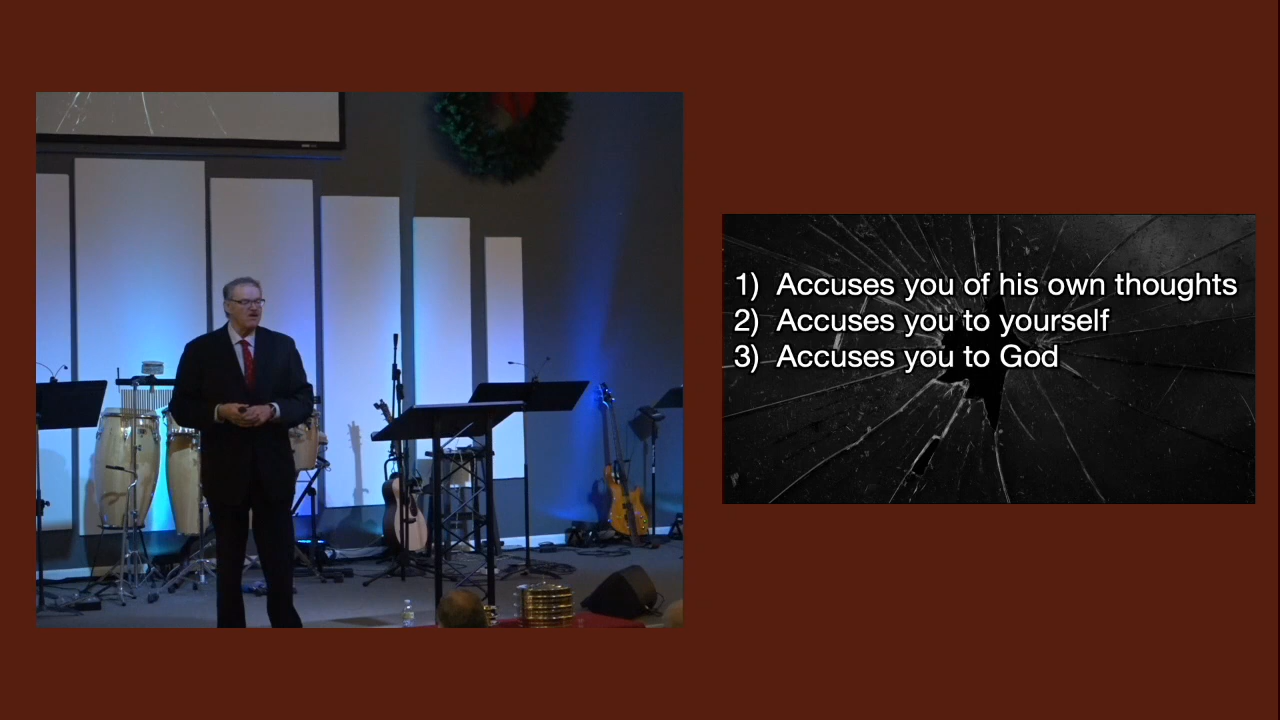 1) Accuses you of his own thoughts
2) Accuses you to yourself
3) Accuses you to God